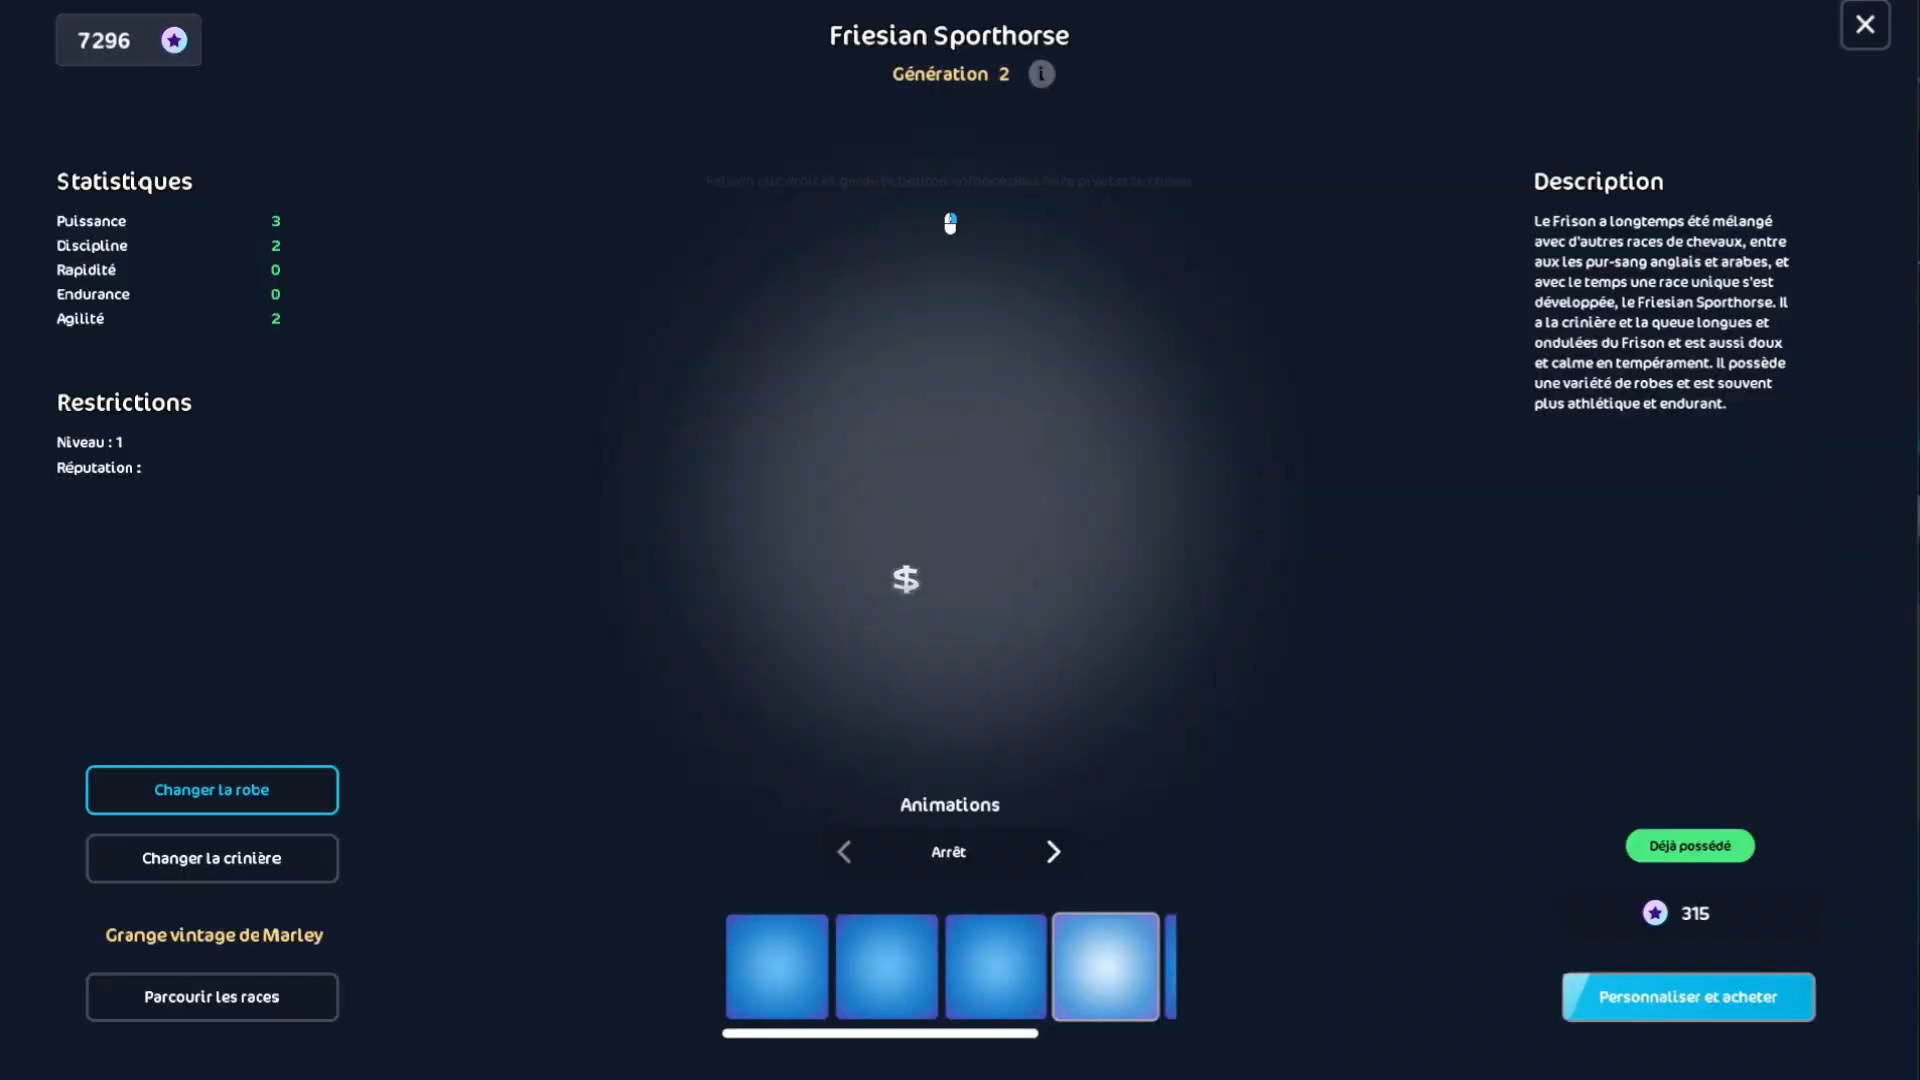 7296
Friesian Sporthorse
Génération 2
Statistiques
Puissance 3
Discipline 2
Rapidité 0
Endurance 0
Agilité 2
Restrictions
Niveau : 1
Réputation :
Description
Le Frison a longtemps été mélangé
avec d'autres races de chevaux, entre
aux les pur-sang anglais et arabes, et
avec le temps une race unique s'est
développée, le Friesian Sporthorse. Il
a la crinière et la queue longues et
ondulées du Frison et est aussi doux
et calme en tempérament. Il possède
une variété de robes et est souvent
plus athlétique et endurant.
$
Changer la robe
Changer la crinière
Grange vintage de Marley
Parcourir les races
Animations
Arrêt
Déjà possédé
315
Personnaliser et acheter